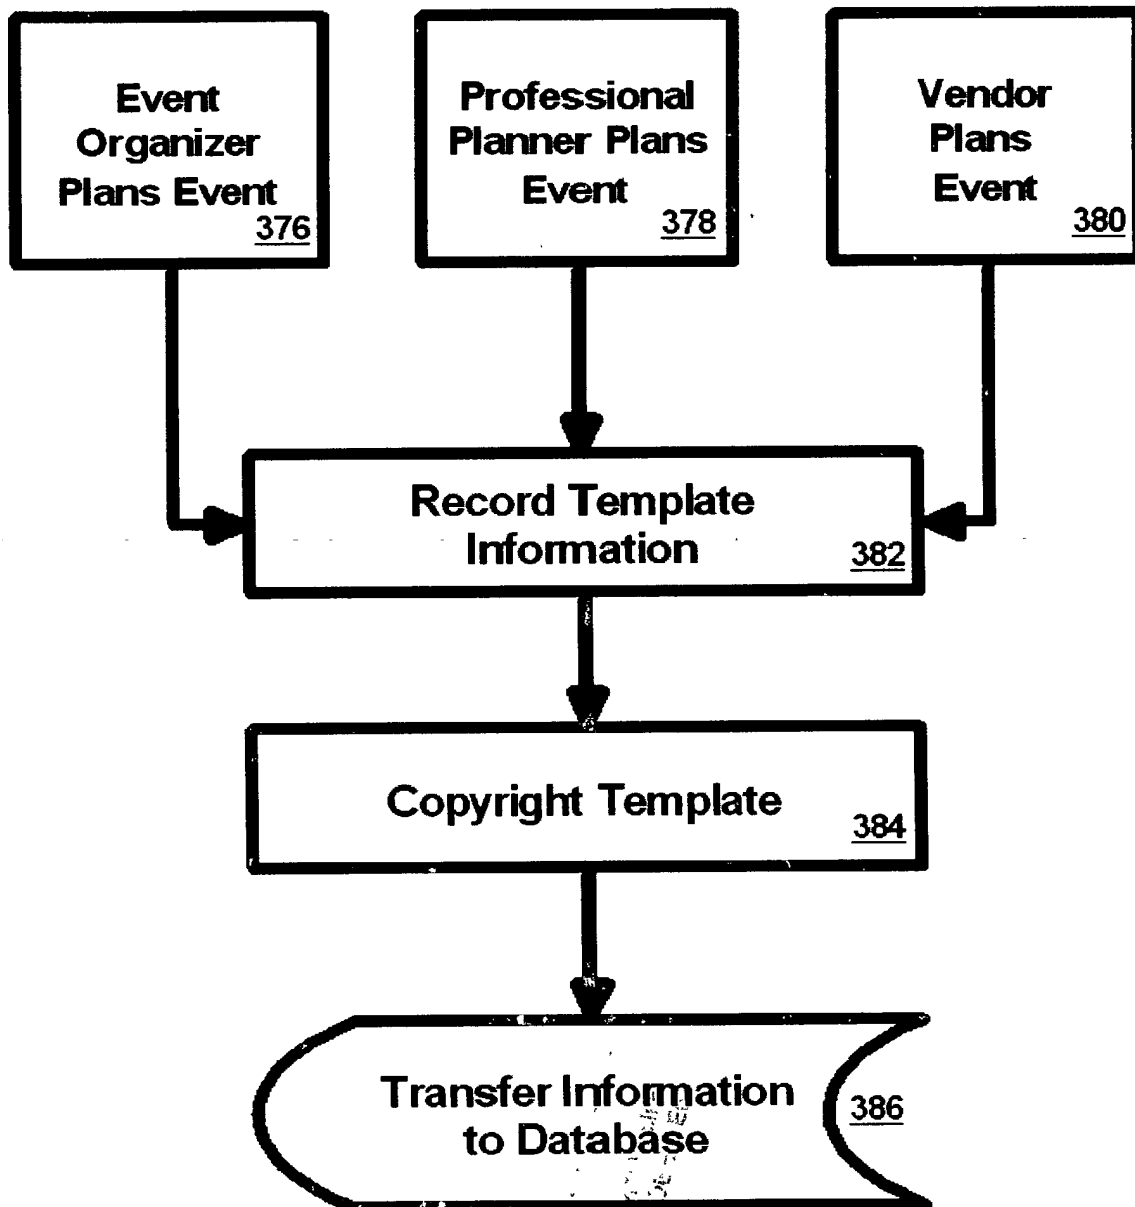 Event
Organizer
Plans Event
376
Professional
Planner Plans
Event
378
Vendor
Plans
Event
380
Record Template
Information
382
Copyright Template
384
Transfer Information
to Database
386